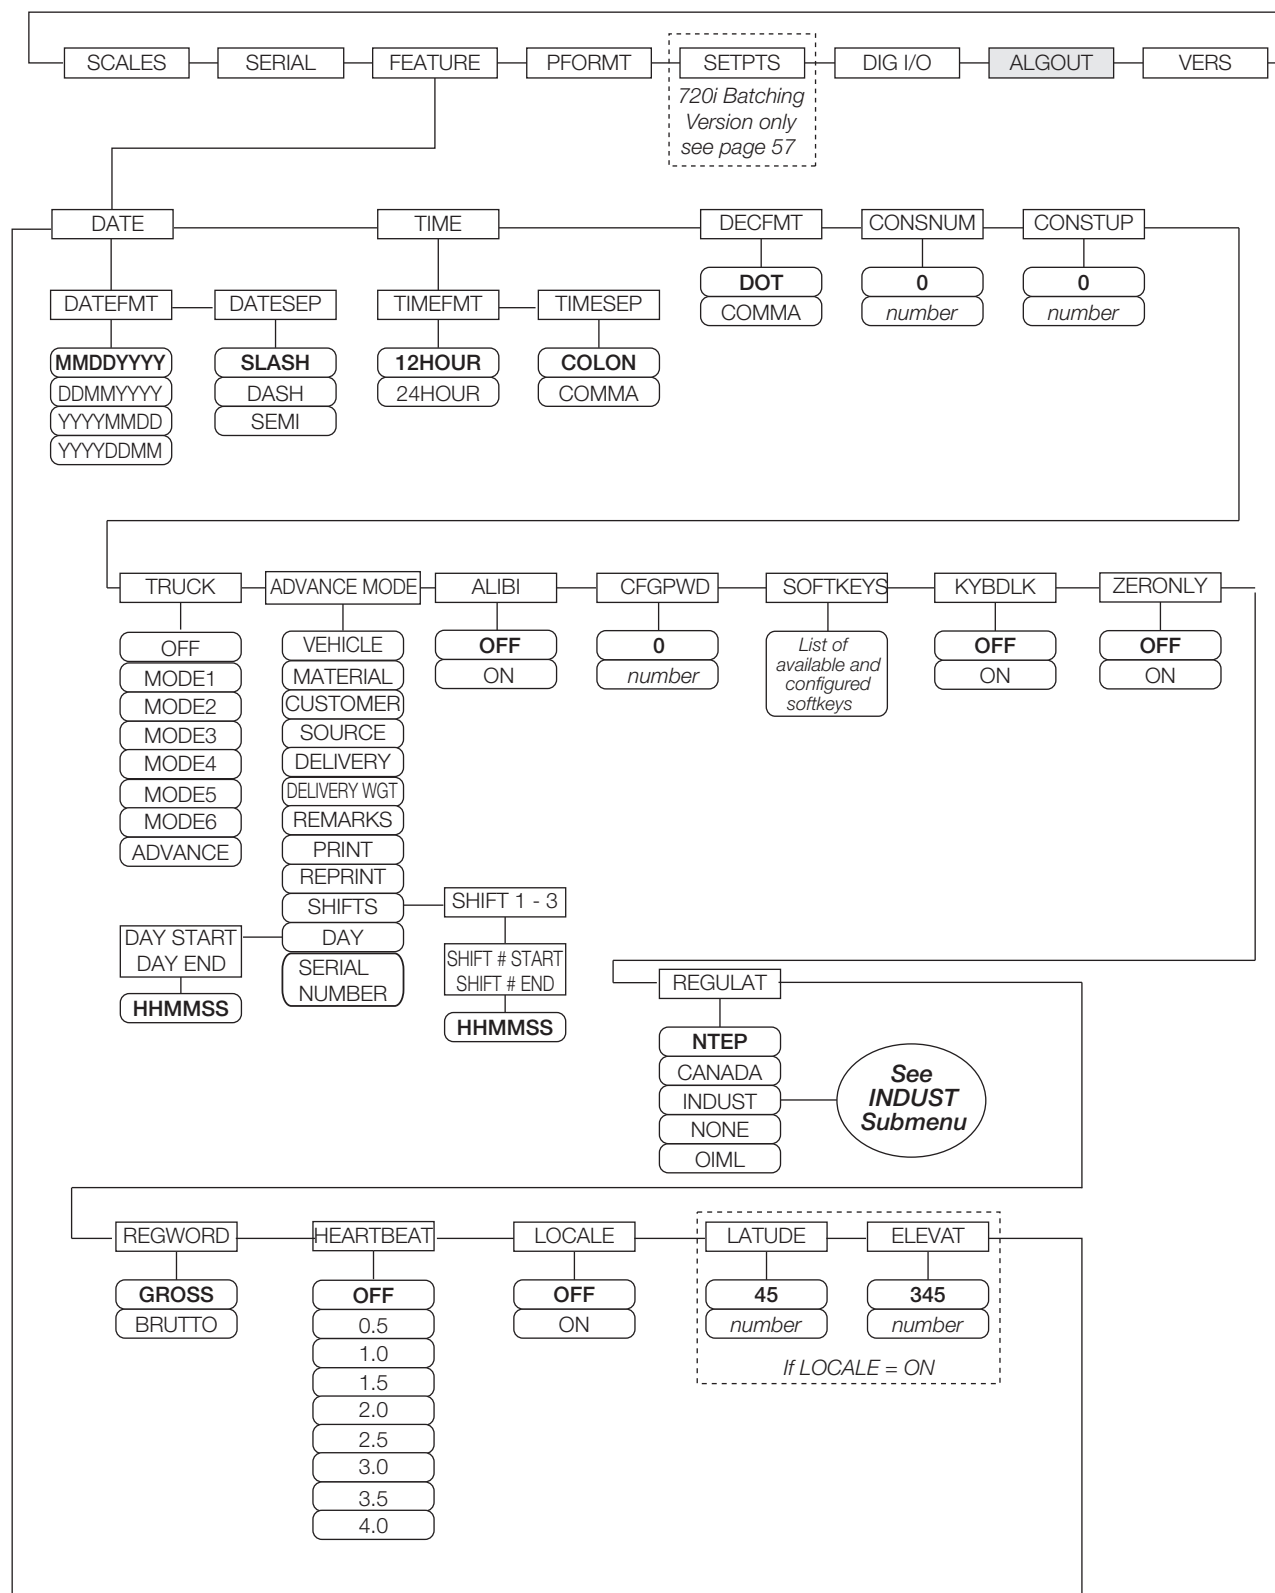 SCALES
SERIAL
FEATURE
PFORMT
SETPTS
DIG I/O
ALGOUT
VERS
720i Batching
Version only
see page 57
DATE
TIME
DECFMT
CONSNUM
CONSTUP
DATEFMT
DATESEP
TIMEFMT
TIMESEP
DOT
COMMA
0
number
0
number
MMDDYYYY
DDMMYYYY
YYYYMMDD
YYYYDDMM
SLASH
DASH
SEMI
12HOUR
24HOUR
COLON
COMMA
TRUCK
ADVANCE MODE
ALIBI
CFGPWD
SOFTKEYS
KYBDLK
ZERONLY
OFF
MODE1
MODE2
MODE3
MODE4
MODE5
MODE6
ADVANCE
VEHICLE
MATERIAL
CUSTOMER
SOURCE
DELIVERY
DELIVERY WGT
REMARKS
PRINT
REPRINT
SHIFTS
DAY
SERIAL
NUMBER
OFF
ON
0
number
List of
available and
configured
softkeys
OFF
ON
OFF
ON
DAY START
DAY END
HHMMSS
SHIFT 1 - 3
SHIFT # START
SHIFT # END
HHMMSS
REGULAT
NTEP
CANADA
INDUST
NONE
OIML
See
INDUST
Submenu
REGWORD
HEARTBEAT
LOCALE
LATUDE
ELEVAT
GROSS
BRUTTO
OFF
0.5
1.0
1.5
2.0
2.5
3.0
3.5
4.0
OFF
ON
45
number
345
number
If LOCALE = ON